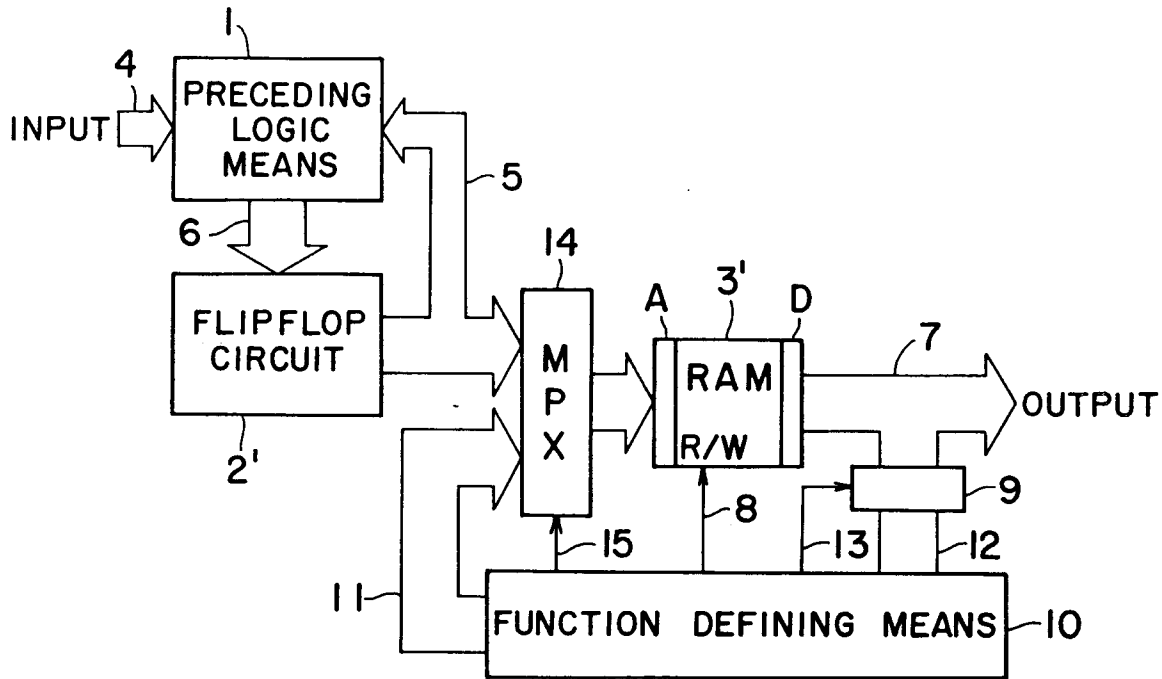 1
4
INPUT
PRECEDING
LOGIC
MEANS
5
6
14
FLIPFLOP
CIRCUIT
2'
MPX
A
3'
D
RAM
R/W
7
OUTPUT
9
8
13
12
15
11
FUNCTION DEFINING MEANS
10